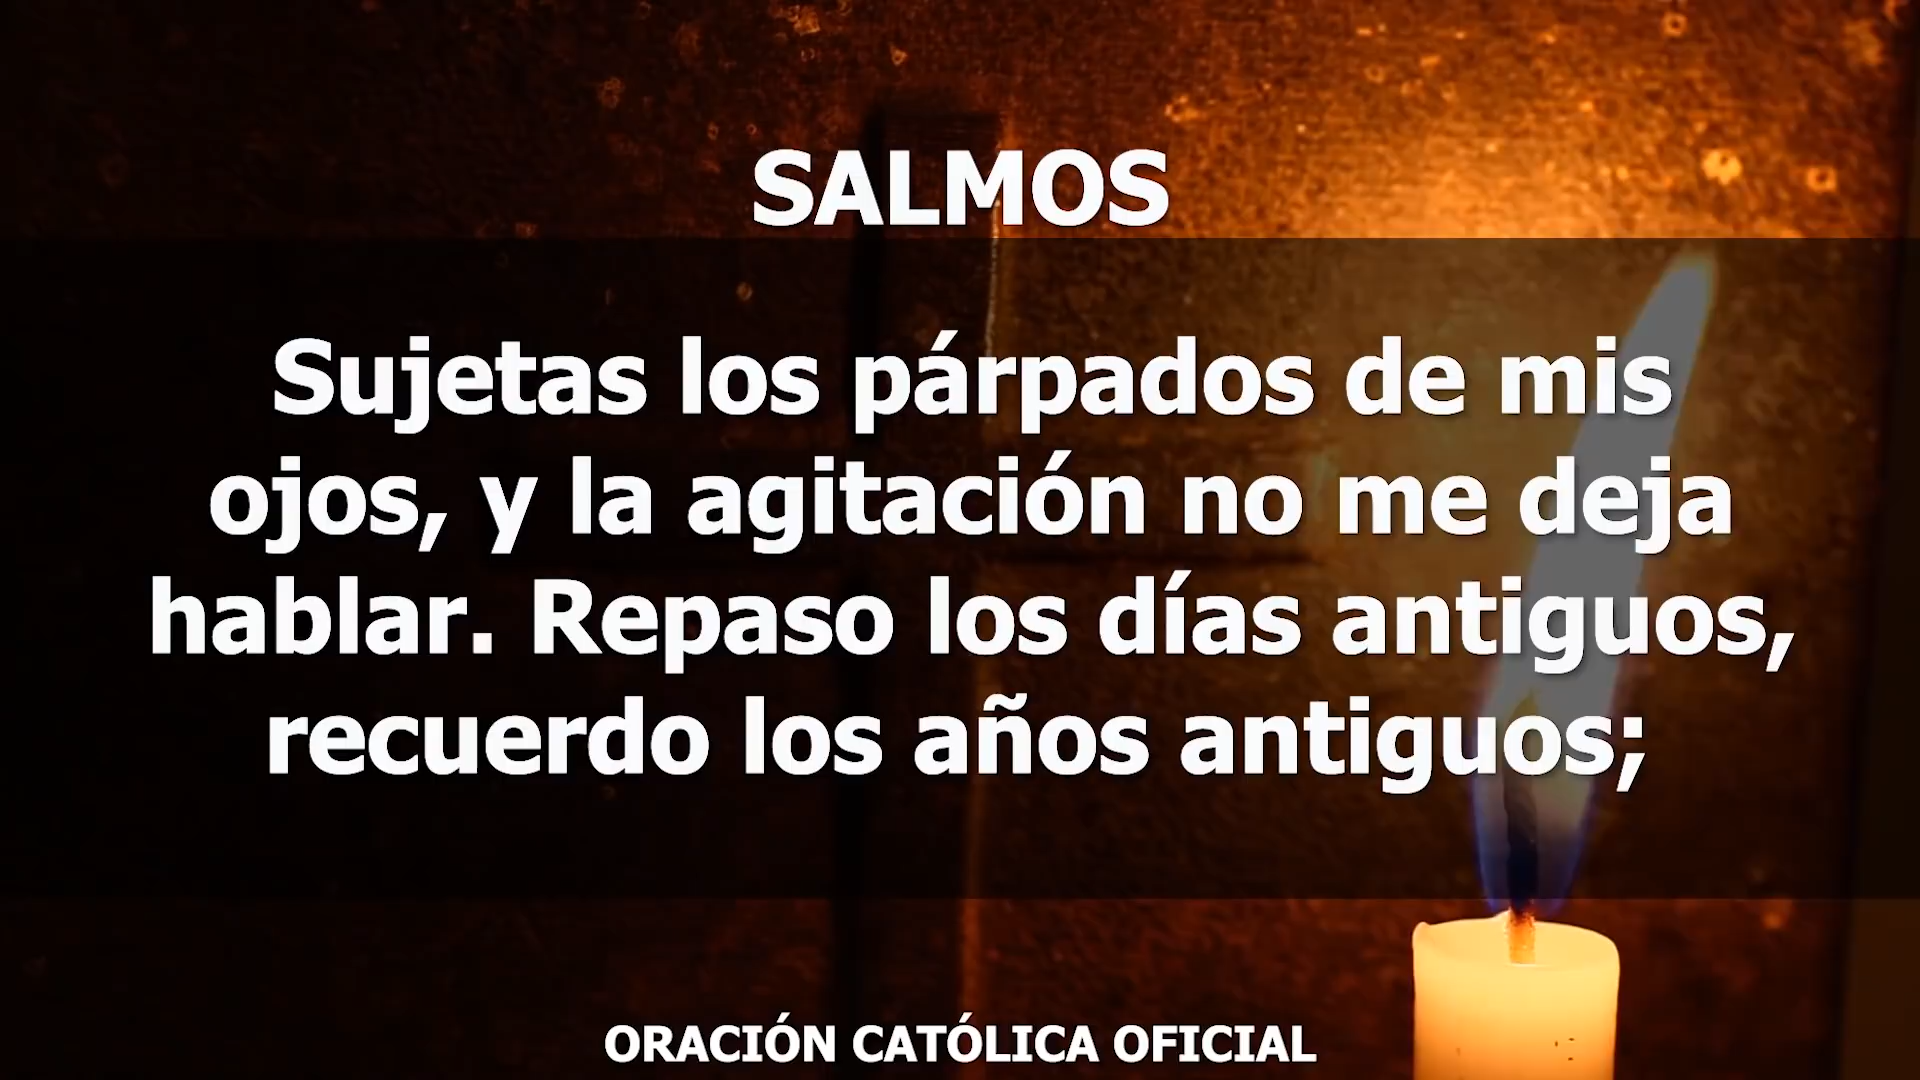 SALMOS
Sujetas los párpados de mis
ojos, y la agitación no me deja
hablar. Repaso los días antiguos,
recuerdo los años antiguos;
ORACIÓN CATÓLICA OFICIAL